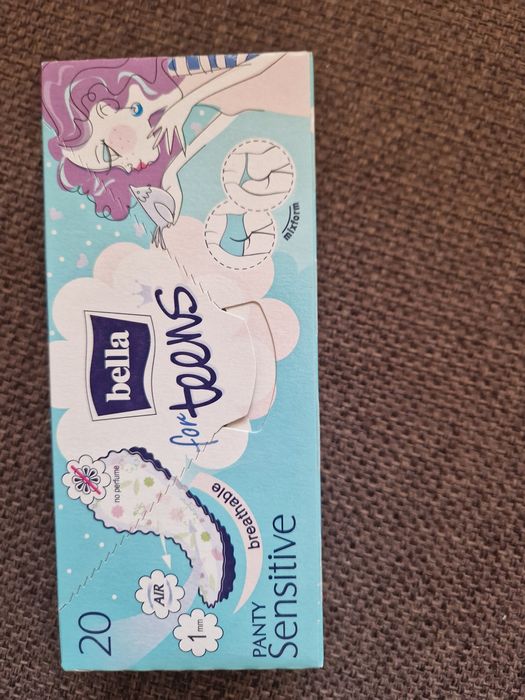 mixform
bella
for teens
no perfume
breathable
AIR
1 mm
20
PANTY
Sensitive